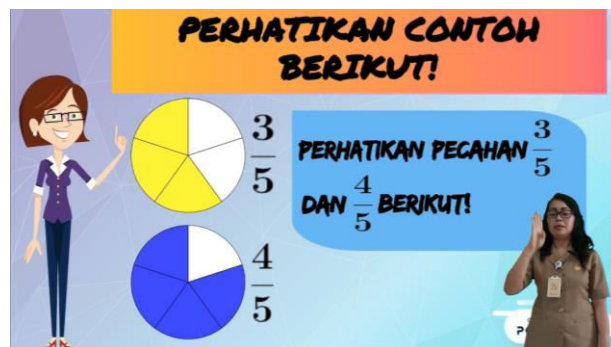 PERHATIKAN CONTOH
BERIKUT!
3/5
PERHATIKAN PECAHAN 3/5
DAN 4/5 BERIKUT!
4/5